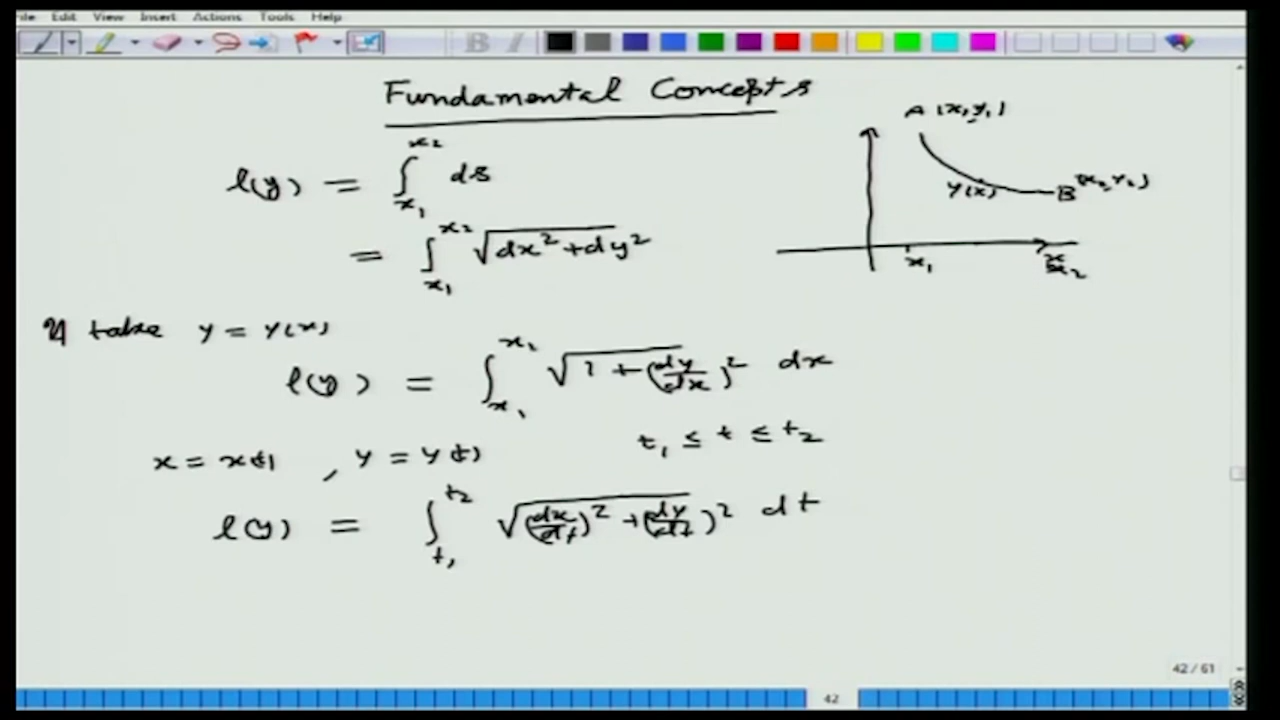 File Edit View Insert Actions Tools Help
Fundamental Concepts
l(y) = ∫_{x₁}^{x₂} ds
= ∫_{x₁}^{x₂} √(dx² + dy²)
A (x₁, y₁)
y(x)
B (x₂, y₂)
x₁ x₂
take y = y(x)
l(y) = ∫_{x₁}^{x₂} √(1 + (dy/dx)²) dx
x = x(t), y = y(t) t₁ ≤ t ≤ t₂
l(y) = ∫_{t₁}^{t₂} √((dx/dt)² + (dy/dt)²) dt
42 / 61
42